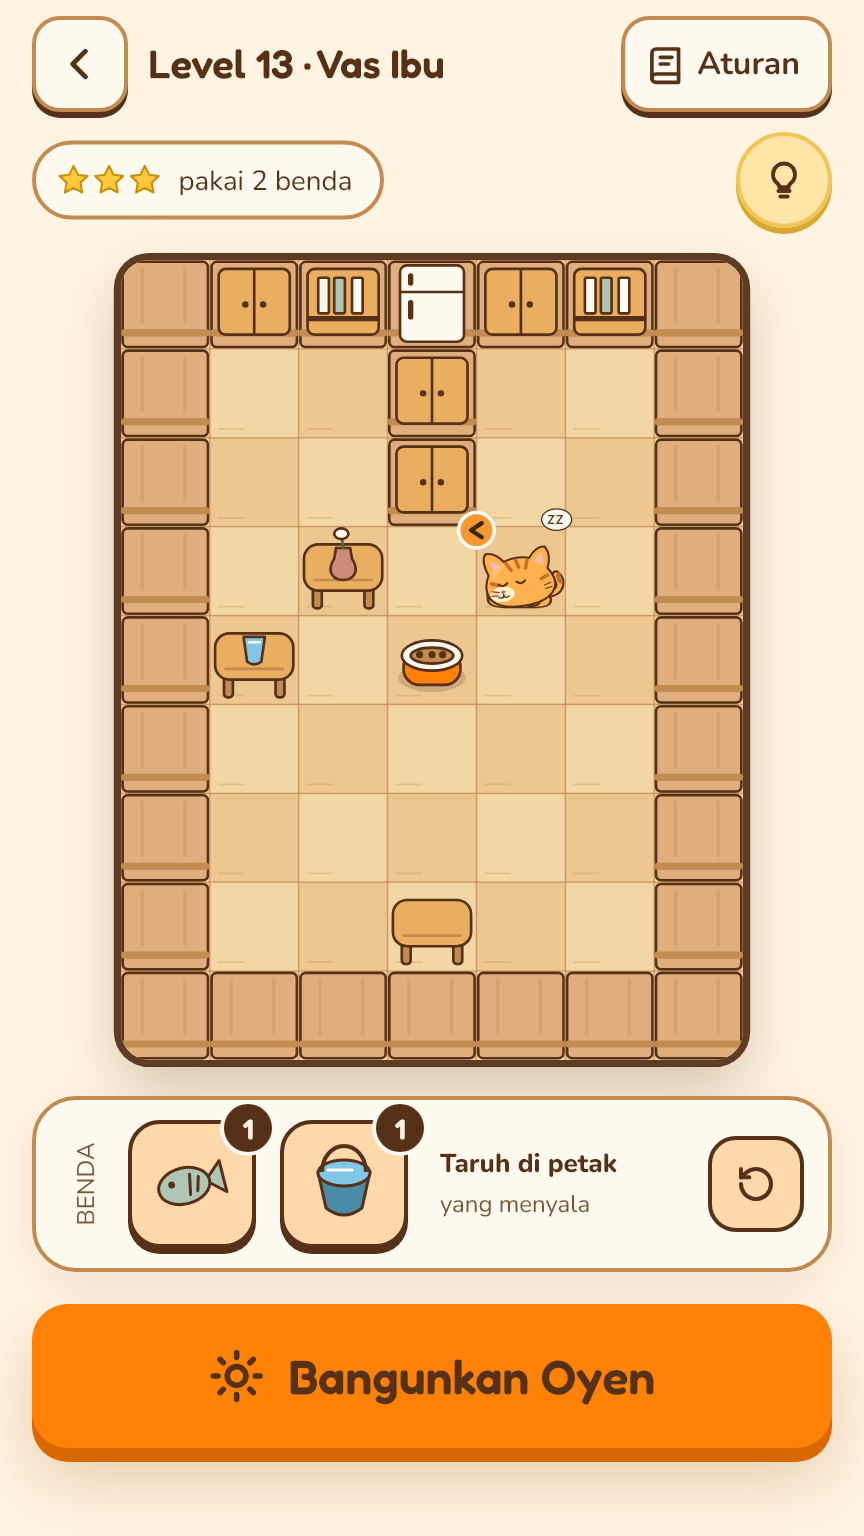 Level 13 · Vas Ibu
Aturan
pakai 2 benda
zz
BENDA
1
1
Taruh di petak
yang menyala
Bangunkan Oyen